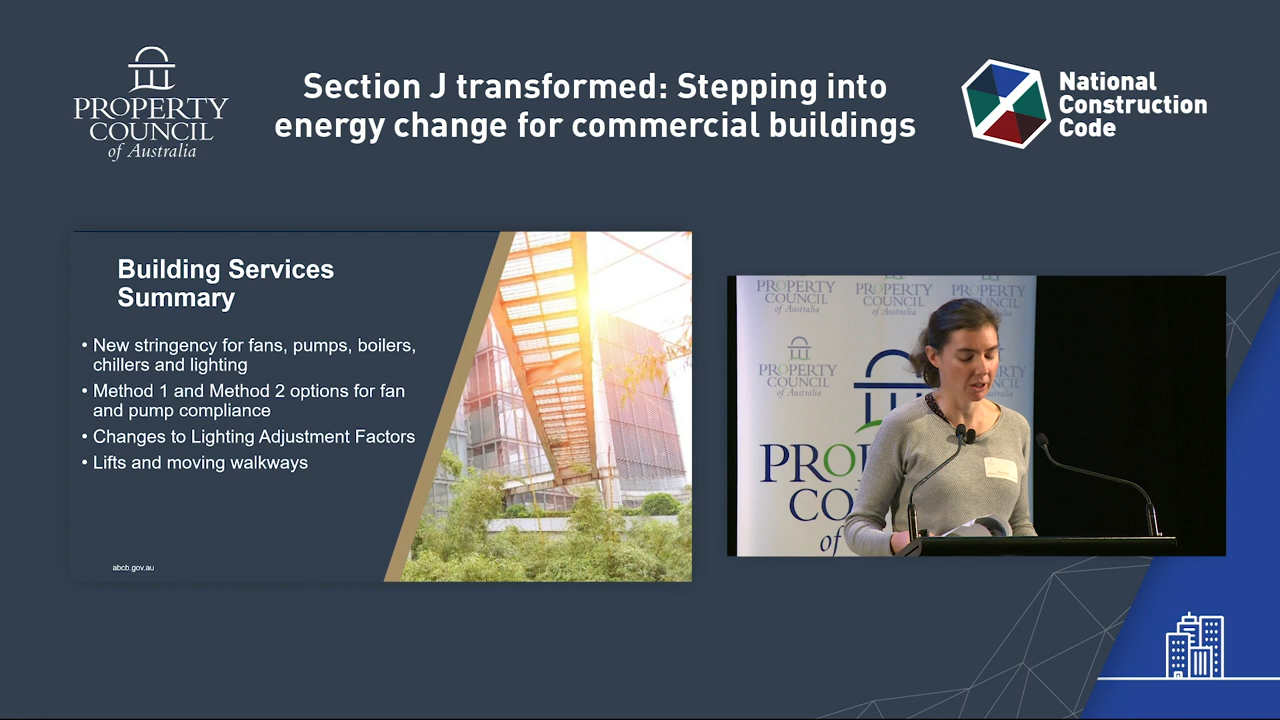 PROPERTY
COUNCIL
of Australia
Section J transformed: Stepping into
energy change for commercial buildings
National
Construction
Code
Building Services
Summary
• New stringency for fans, pumps, boilers,
chillers and lighting
• Method 1 and Method 2 options for fan
and pump compliance
• Changes to Lighting Adjustment Factors
• Lifts and moving walkways
abcb.gov.au
PROPERTY
COUNCIL
of Australia
PROPERTY
COUNCIL
of Australia
PROPERTY
COUNCIL
of Australia
PROPERTY
COUNCIL
of Australia
PRO
CO
of